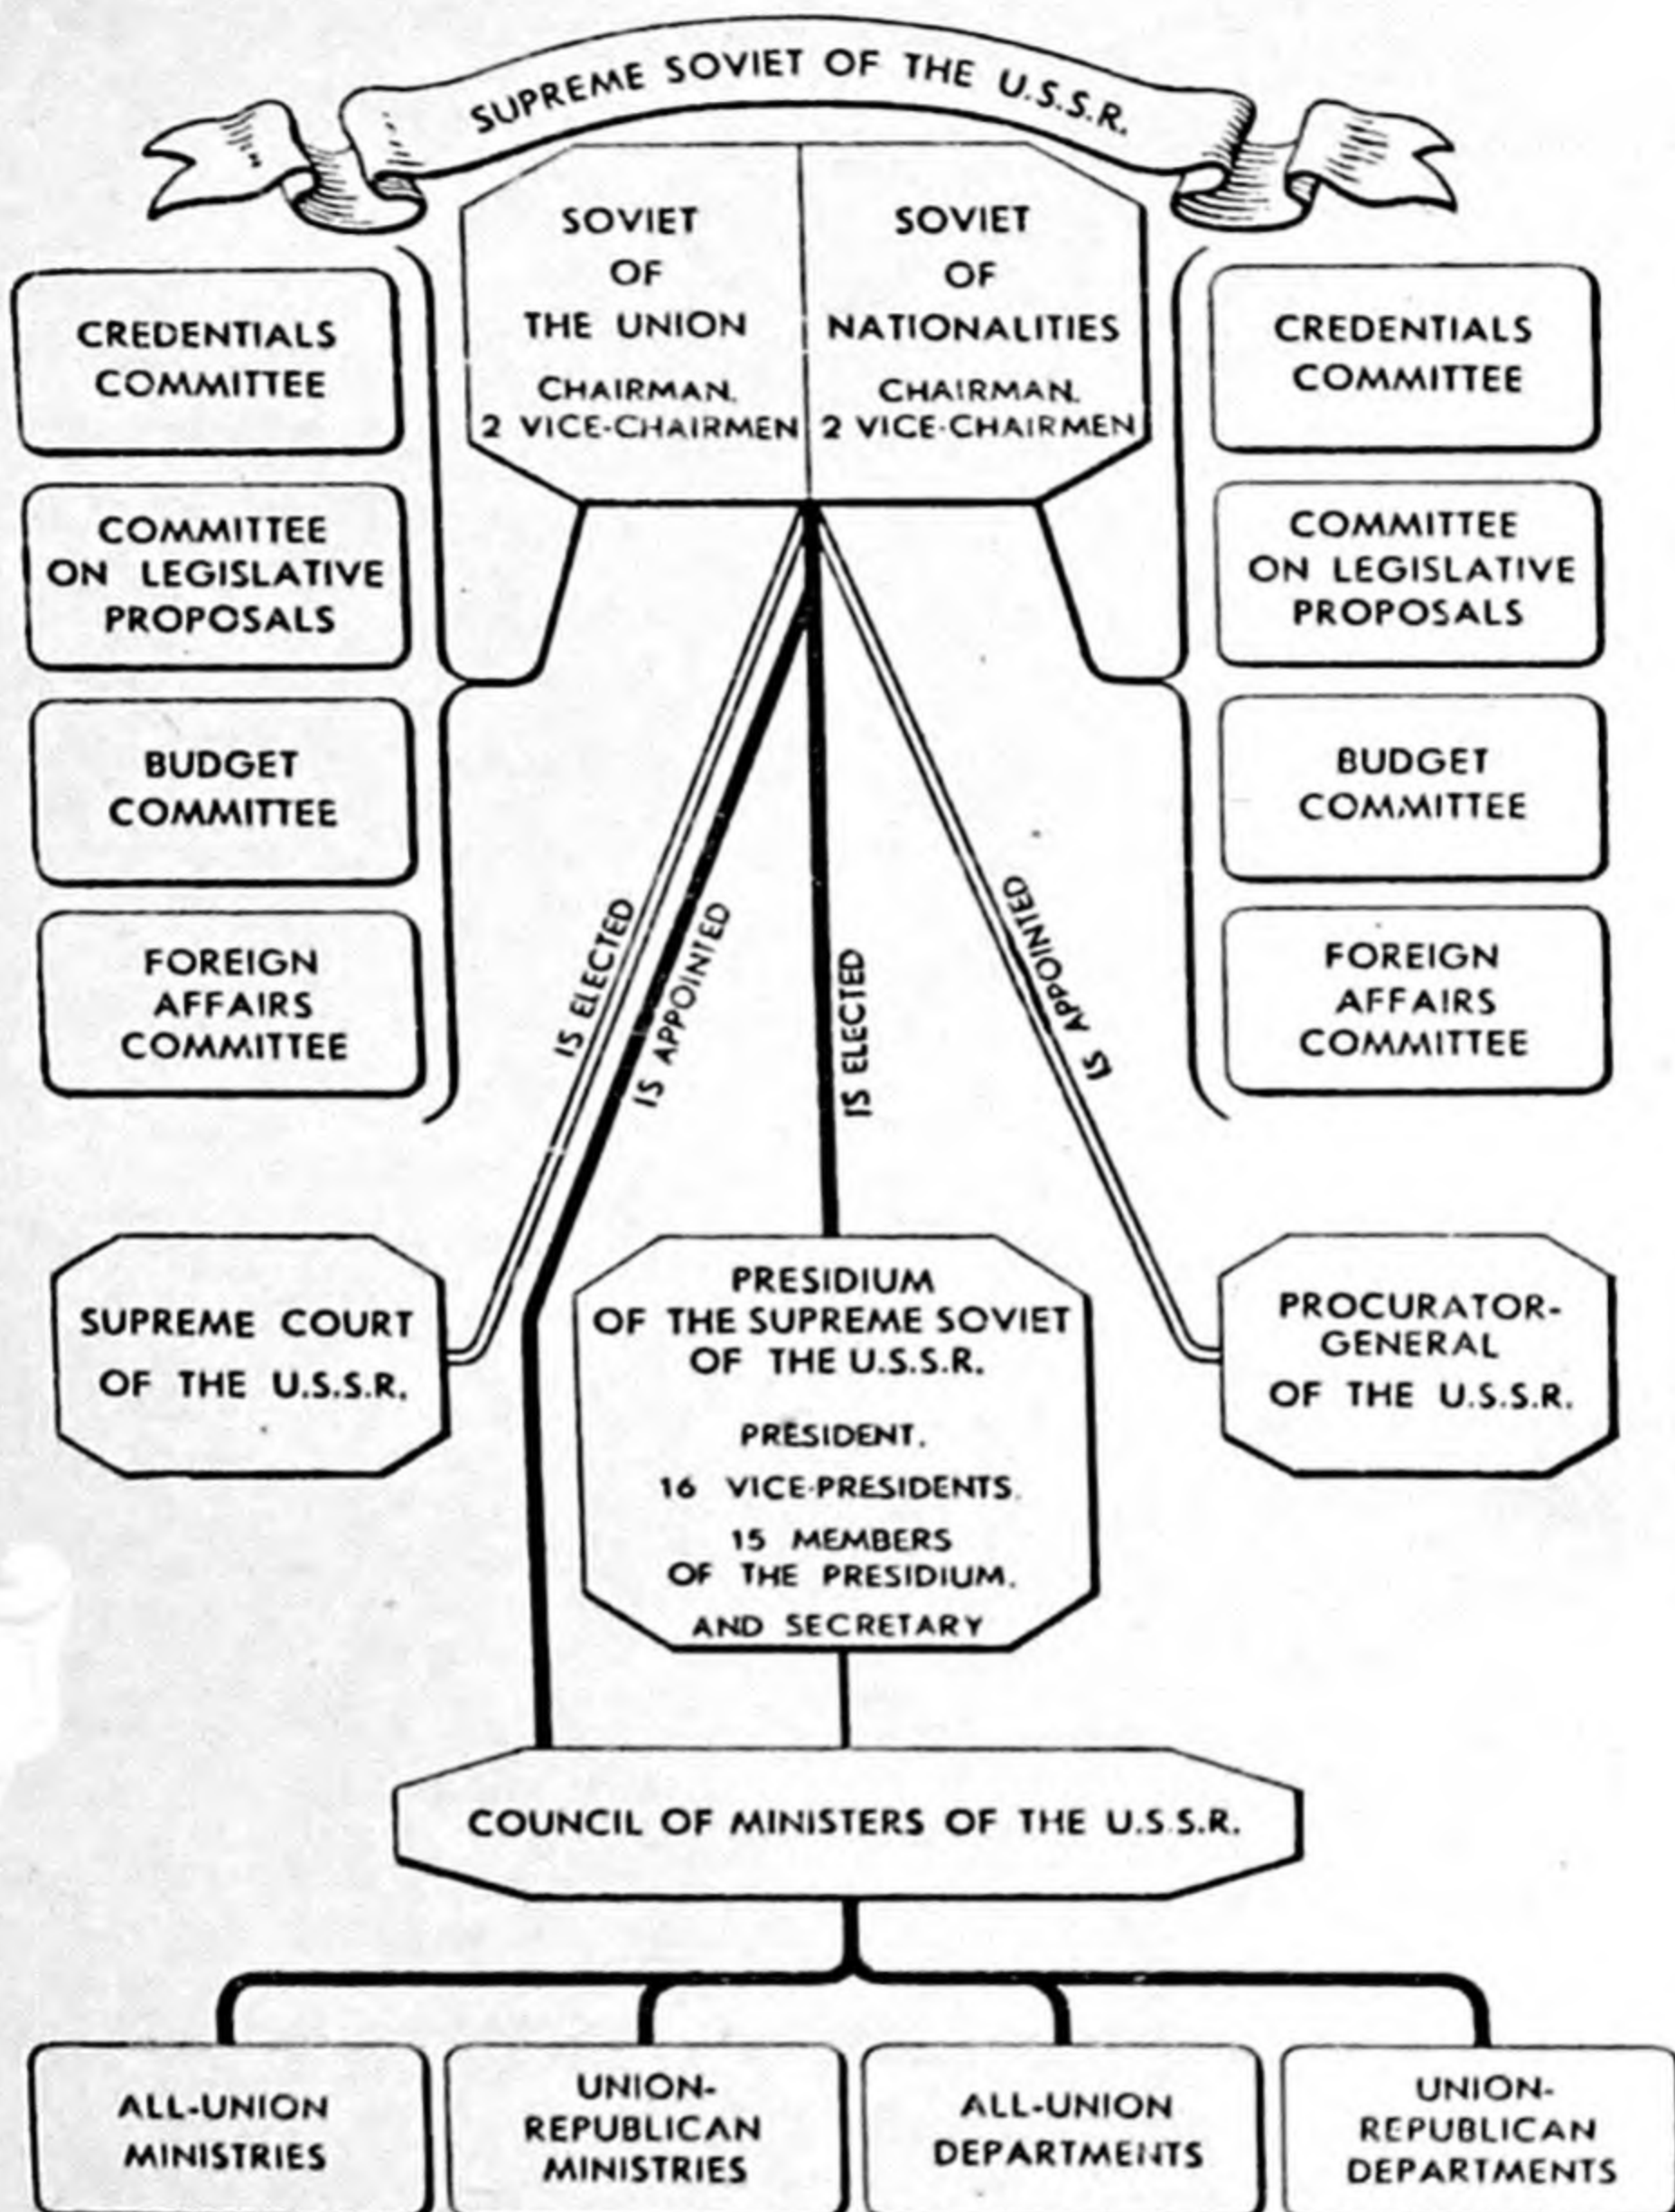 SUPREME SOVIET OF THE U.S.S.R.
SOVIET
OF
THE UNION
CHAIRMAN.
2 VICE-CHAIRMEN
SOVIET
OF
NATIONALITIES
CHAIRMAN.
2 VICE-CHAIRMEN
CREDENTIALS
COMMITTEE
COMMITTEE
ON LEGISLATIVE
PROPOSALS
BUDGET
COMMITTEE
FOREIGN
AFFAIRS
COMMITTEE
CREDENTIALS
COMMITTEE
COMMITTEE
ON LEGISLATIVE
PROPOSALS
BUDGET
COMMITTEE
FOREIGN
AFFAIRS
COMMITTEE
IS ELECTED
IS APPOINTED
IS ELECTED
IS APPOINTED
SUPREME COURT
OF THE U.S.S.R.
PRESIDIUM
OF THE SUPREME SOVIET
OF THE U.S.S.R.
PRESIDENT.
16 VICE-PRESIDENTS.
15 MEMBERS
OF THE PRESIDIUM.
AND SECRETARY
PROCURATOR-
GENERAL
OF THE U.S.S.R.
COUNCIL OF MINISTERS OF THE U.S.S.R.
ALL-UNION
MINISTRIES
UNION-
REPUBLICAN
MINISTRIES
ALL-UNION
DEPARTMENTS
UNION-
REPUBLICAN
DEPARTMENTS